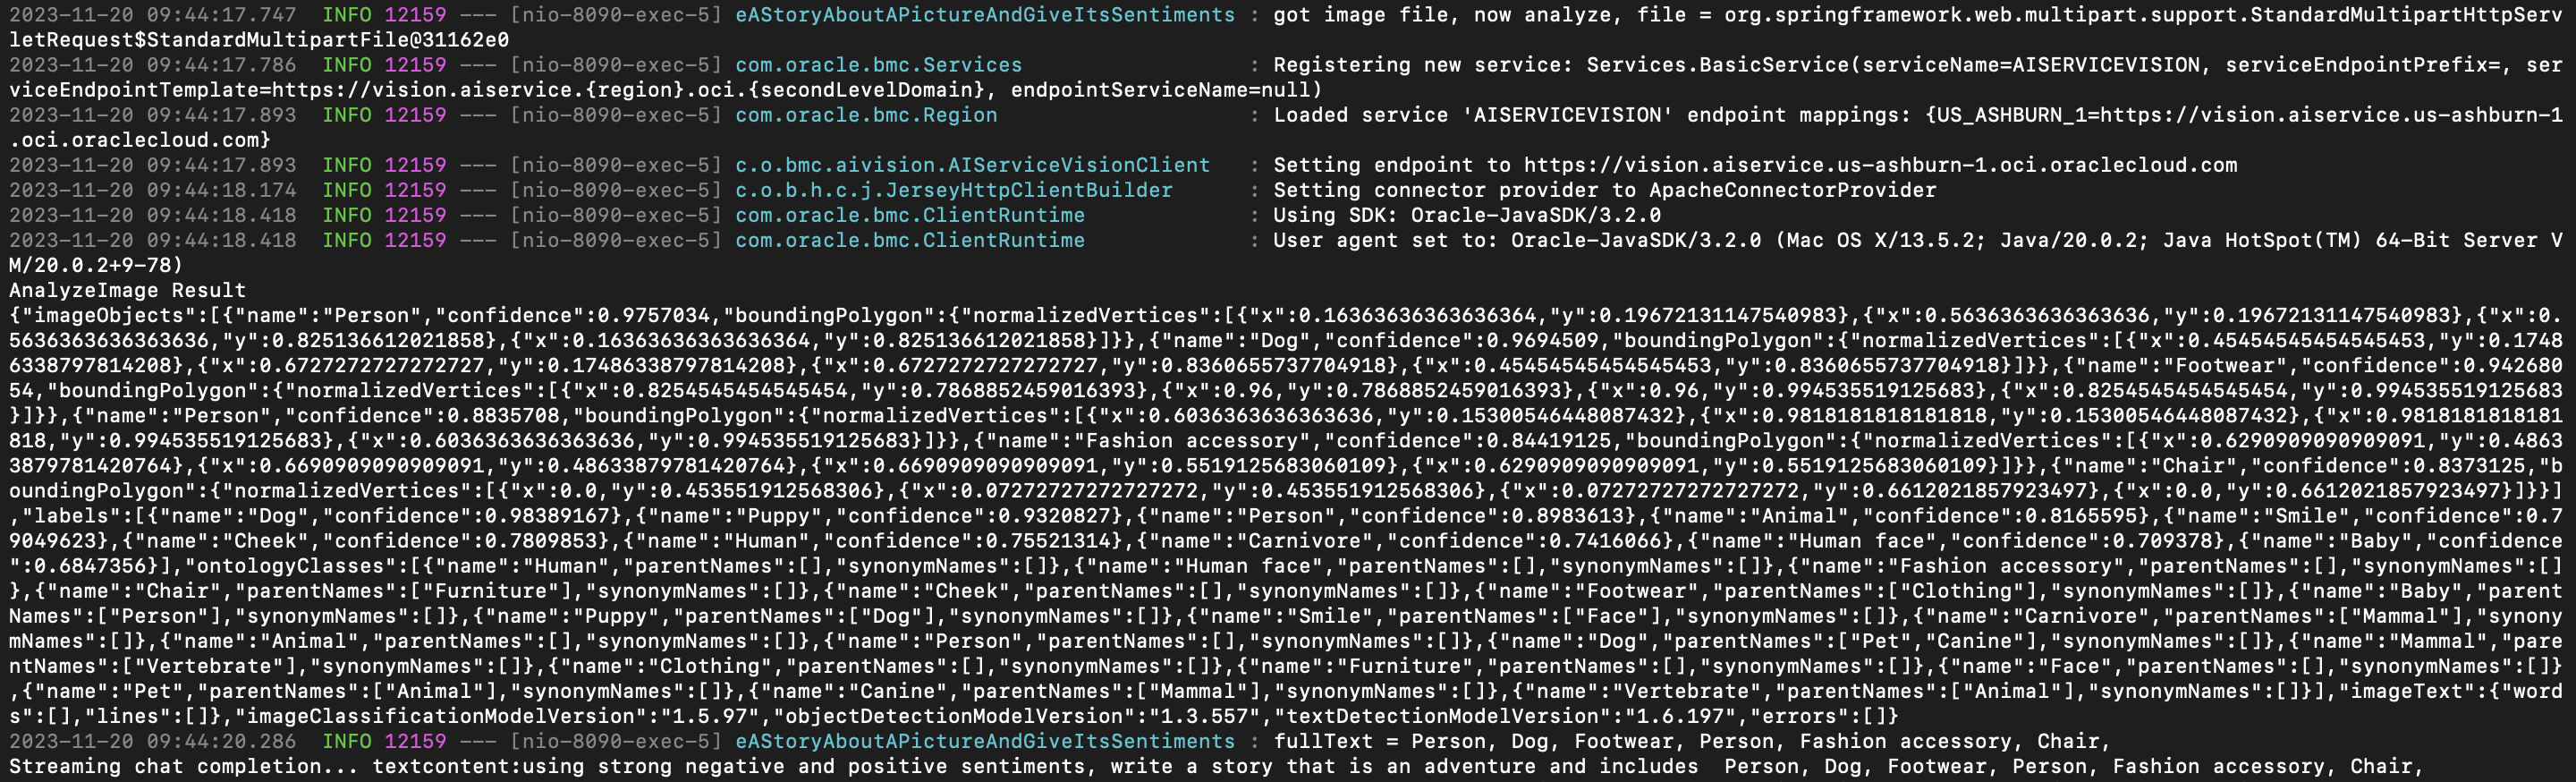 2023-11-20 09:44:17.747  INFO 12159 --- [nio-8090-exec-5] eAStoryAboutAPictureAndGiveItsSentiments : got image file, now analyze, file = org.springframework.web.multipart.support.StandardMultipartHttpServ
letRequest$StandardMultipartFile@31162e0
2023-11-20 09:44:17.786  INFO 12159 --- [nio-8090-exec-5] com.oracle.bmc.Services                  : Registering new service: Services.BasicService(serviceName=AISERVICEVISION, serviceEndpointPrefix=, ser
viceEndpointTemplate=https://vision.aiservice.{region}.oci.{secondLevelDomain}, endpointServiceName=null)
2023-11-20 09:44:17.893  INFO 12159 --- [nio-8090-exec-5] com.oracle.bmc.Region                    : Loaded service 'AISERVICEVISION' endpoint mappings: {US_ASHBURN_1=https://vision.aiservice.us-ashburn-1
.oci.oraclecloud.com}
2023-11-20 09:44:17.893  INFO 12159 --- [nio-8090-exec-5] c.o.bmc.aivision.AIServiceVisionClient   : Setting endpoint to https://vision.aiservice.us-ashburn-1.oci.oraclecloud.com
2023-11-20 09:44:18.174  INFO 12159 --- [nio-8090-exec-5] c.o.b.h.c.j.JerseyHttpClientBuilder      : Setting connector provider to ApacheConnectorProvider
2023-11-20 09:44:18.418  INFO 12159 --- [nio-8090-exec-5] com.oracle.bmc.ClientRuntime             : Using SDK: Oracle-JavaSDK/3.2.0
2023-11-20 09:44:18.418  INFO 12159 --- [nio-8090-exec-5] com.oracle.bmc.ClientRuntime             : User agent set to: Oracle-JavaSDK/3.2.0 (Mac OS X/13.5.2; Java/20.0.2; Java HotSpot(TM) 64-Bit Server V
M/20.0.2+9-78)
AnalyzeImage Result
{"imageObjects":[{"name":"Person","confidence":0.9757034,"boundingPolygon":{"normalizedVertices":[{"x":0.16363636363636364,"y":0.19672131147540983},{"x":0.5636363636363636,"y":0.19672131147540983},{"x":0.
5636363636363636,"y":0.825136612021858},{"x":0.16363636363636364,"y":0.825136612021858}]}},{"name":"Dog","confidence":0.9694509,"boundingPolygon":{"normalizedVertices":[{"x":0.45454545454545453,"y":0.1748
6338797814208},{"x":0.6727272727272727,"y":0.17486338797814208},{"x":0.6727272727272727,"y":0.8360655737704918},{"x":0.45454545454545453,"y":0.8360655737704918}]}},{"name":"Footwear","confidence":0.942680
54,"boundingPolygon":{"normalizedVertices":[{"x":0.8254545454545454,"y":0.7868852459016393},{"x":0.96,"y":0.7868852459016393},{"x":0.96,"y":0.994535519125683},{"x":0.8254545454545454,"y":0.994535519125683
}]}},{"name":"Person","confidence":0.8835708,"boundingPolygon":{"normalizedVertices":[{"x":0.6036363636363636,"y":0.15300546448087432},{"x":0.9818181818181818,"y":0.15300546448087432},{"x":0.9818181818181
818,"y":0.994535519125683},{"x":0.6036363636363636,"y":0.994535519125683}]}},{"name":"Fashion accessory","confidence":0.84419125,"boundingPolygon":{"normalizedVertices":[{"x":0.6290909090909091,"y":0.4863
3879781420764},{"x":0.6690909090909091,"y":0.48633879781420764},{"x":0.6690909090909091,"y":0.5519125683060109},{"x":0.6290909090909091,"y":0.5519125683060109}]}},{"name":"Chair","confidence":0.8373125,"b
oundingPolygon":{"normalizedVertices":[{"x":0.0,"y":0.453551912568306},{"x":0.07272727272727272,"y":0.453551912568306},{"x":0.07272727272727272,"y":0.6612021857923497},{"x":0.0,"y":0.6612021857923497}]}}]
,"labels":[{"name":"Dog","confidence":0.98389167},{"name":"Puppy","confidence":0.9320827},{"name":"Person","confidence":0.8983613},{"name":"Animal","confidence":0.8165595},{"name":"Smile","confidence":0.7
9049623},{"name":"Cheek","confidence":0.7809853},{"name":"Human","confidence":0.75521314},{"name":"Carnivore","confidence":0.7416066},{"name":"Human face","confidence":0.709378},{"name":"Baby","confidence
":0.6847356}],"ontologyClasses":[{"name":"Human","parentNames":[],"synonymNames":[]},{"name":"Human face","parentNames":[],"synonymNames":[]},{"name":"Fashion accessory","parentNames":[],"synonymNames":[]
},{"name":"Chair","parentNames":["Furniture"],"synonymNames":[]},{"name":"Cheek","parentNames":[],"synonymNames":[]},{"name":"Footwear","parentNames":["Clothing"],"synonymNames":[]},{"name":"Baby","parent
Names":["Person"],"synonymNames":[]},{"name":"Puppy","parentNames":["Dog"],"synonymNames":[]},{"name":"Smile","parentNames":["Face"],"synonymNames":[]},{"name":"Carnivore","parentNames":["Mammal"],"synony
mNames":[]},{"name":"Animal","parentNames":[],"synonymNames":[]},{"name":"Person","parentNames":[],"synonymNames":[]},{"name":"Dog","parentNames":["Pet","Canine"],"synonymNames":[]},{"name":"Mammal","pare
ntNames":["Vertebrate"],"synonymNames":[]},{"name":"Clothing","parentNames":[],"synonymNames":[]},{"name":"Furniture","parentNames":[],"synonymNames":[]},{"name":"Face","parentNames":[],"synonymNames":[]}
,{"name":"Pet","parentNames":["Animal"],"synonymNames":[]},{"name":"Canine","parentNames":["Mammal"],"synonymNames":[]},{"name":"Vertebrate","parentNames":["Animal"],"synonymNames":[]}],"imageText":{"word
s":[],"lines":[]},"imageClassificationModelVersion":"1.5.97","objectDetectionModelVersion":"1.3.557","textDetectionModelVersion":"1.6.197","errors":[]}
2023-11-20 09:44:20.286  INFO 12159 --- [nio-8090-exec-5] eAStoryAboutAPictureAndGiveItsSentiments : fullText = Person, Dog, Footwear, Person, Fashion accessory, Chair,
Streaming chat completion... textcontent:using strong negative and positive sentiments, write a story that is an adventure and includes  Person, Dog, Footwear, Person, Fashion accessory, Chair,